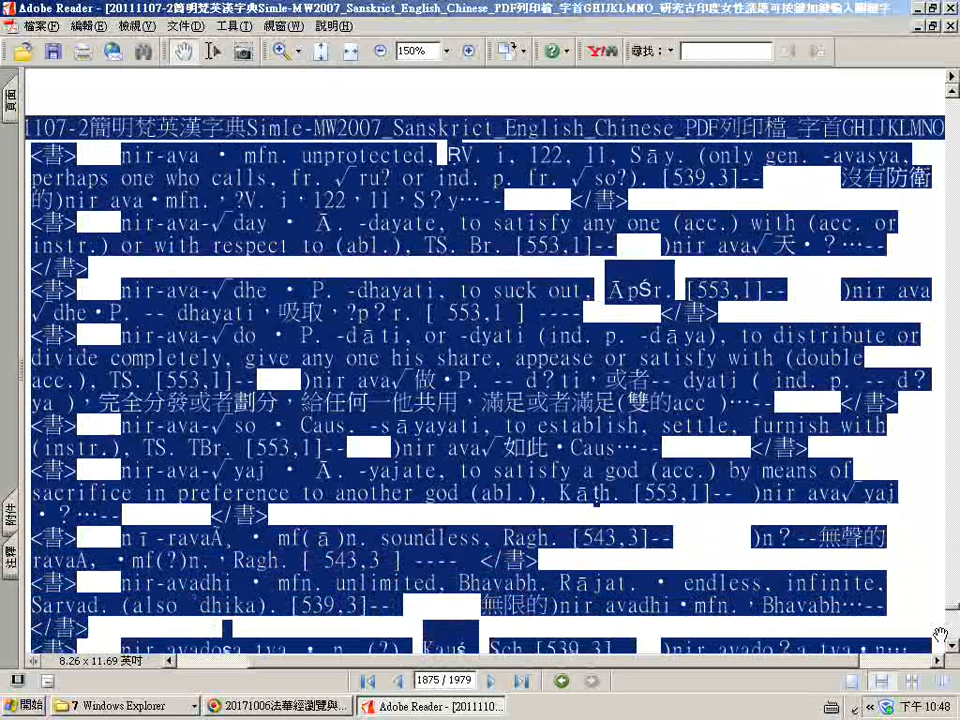 Adobe Reader - [20111107-2簡明梵英漢字典Simle-MW2007_Sanskrict_English_Chinese_PDF列印檔_字首GHIJKLMNO_研究古印度女性議題可按鍵加鍵輸入關鍵字...
檔案(F) 編輯(E) 檢視(V) 文件(D) 工具(T) 視窗(W) 說明(H)
150% 尋找：
頁面
附件
注釋
1107-2簡明梵英漢字典Simle-MW2007_Sanskrict_English_Chinese_PDF列印檔_字首GHIJKLMNO
<書> nir-ava • mfn. unprotected, ṚV. i, 122, 11, Sāy. (only gen. -avasya,
perhaps one who calls, fr. √ru? or ind. p. fr. √so?). [539,3]-- 沒有防衛
的)nir ava•mfn.，?V. i，122，11，S？y…-- </書>
<書> nir-ava-√day • Ā. -dayate, to satisfy any one (acc.) with (acc. or
instr.) or with respect to (abl.), TS. Br. [553,1]-- )nir ava√天•？…--
</書>
<書> nir-ava-√dhe • P. -dhayati, to suck out, ĀpŚr. [553,1]-- )nir ava
√dhe•P. -- dhayati，吸取，?p？r. [ 553,1 ] ---- </書>
<書> nir-ava-√do • P. -dāti, or -dyati (ind. p. -dāya), to distribute or
divide completely, give any one his share, appease or satisfy with (double
acc.), TS. [553,1]-- )nir ava√做•P. -- d？ti，或者-- dyati ( ind. p. -- d？
ya )，完全分發或者劃分，給任何一他共用，滿足或者滿足(雙的acc )…-- </書>
<書> nir-ava-√so • Caus. -sāyayati, to establish, settle, furnish with
(instr.), TS. TBr. [553,1]-- )nir ava√如此•Caus…-- </書>
<書> nir-ava-√yaj • Ā. -yajate, to satisfy a god (acc.) by means of
sacrifice in preference to another god (abl.), Kāṭh. [553,1]-- )nir ava√yaj
•？…-- </書>
<書> nī-ravaÃ¸ • mf(ā)n. soundless, Ragh. [543,3]-- )n？--無聲的
ravaA，•mf(?)n.，Ragh. [ 543,3 ] ---- </書>
<書> nir-avadhi • mfn. unlimited, Bhavabh. Rājat. • endless, infinite,
Sarvad. (also ˚dhika). [539,3]-- 無限的)nir avadhi•mfn.，Bhavabh…--
</書>
8.26 x 11.69 英吋
1875 / 1979
開始 7 Windows Explorer 20171006法華經瀏覽與... Adobe Reader - [2011110... 下午 10:48